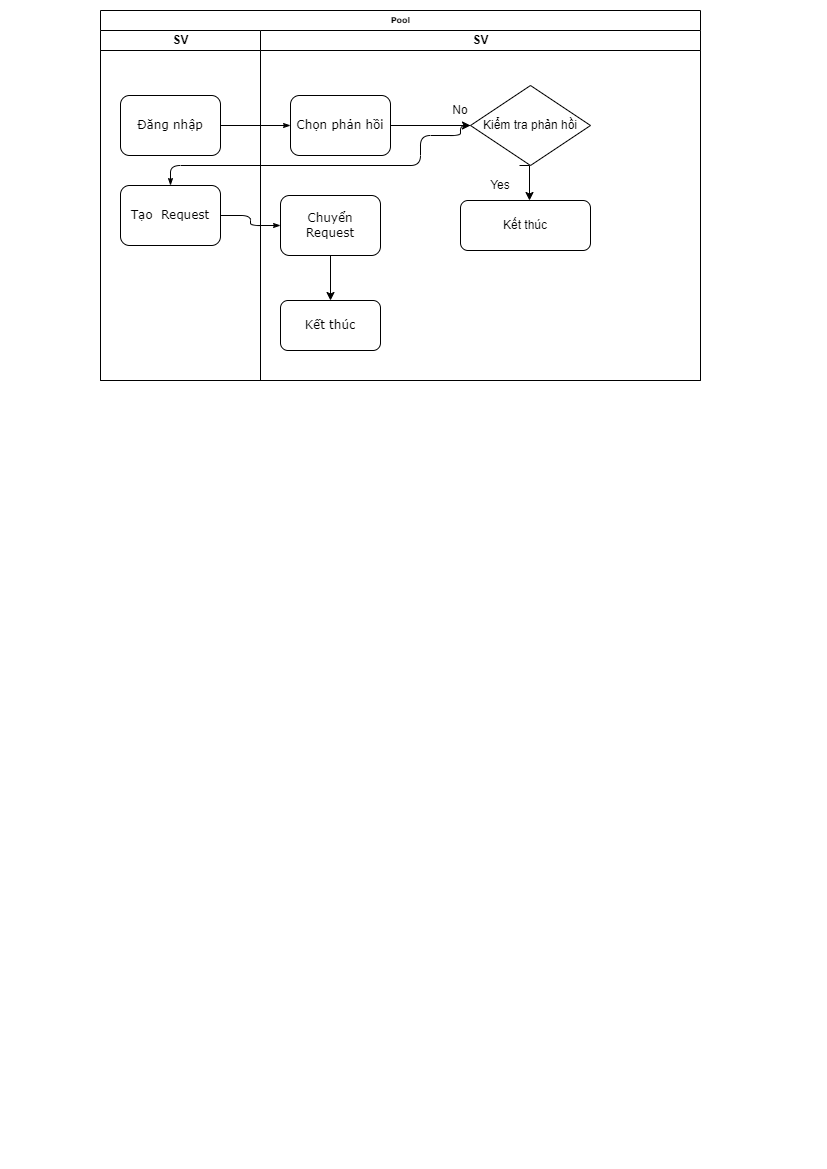 Pool
SV
SV
Đăng nhập
Chọn phản hồi
No
Kiểm tra phản hồi
Yes
Tạo  Request
Chuyển
Request
Kết thúc
Kết thúc